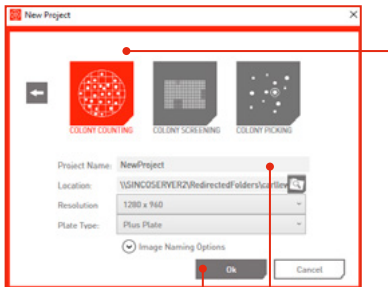 New Project
COLONY COUNTING COLONY SCREENING COLONY PICKING
Project Name: NewProject
Location: \\SINCOSERVER2\RedirectedFolders\
Resolution 1280 x 960
Plate Type: Plus Plate
Image Naming Options
Ok Cancel